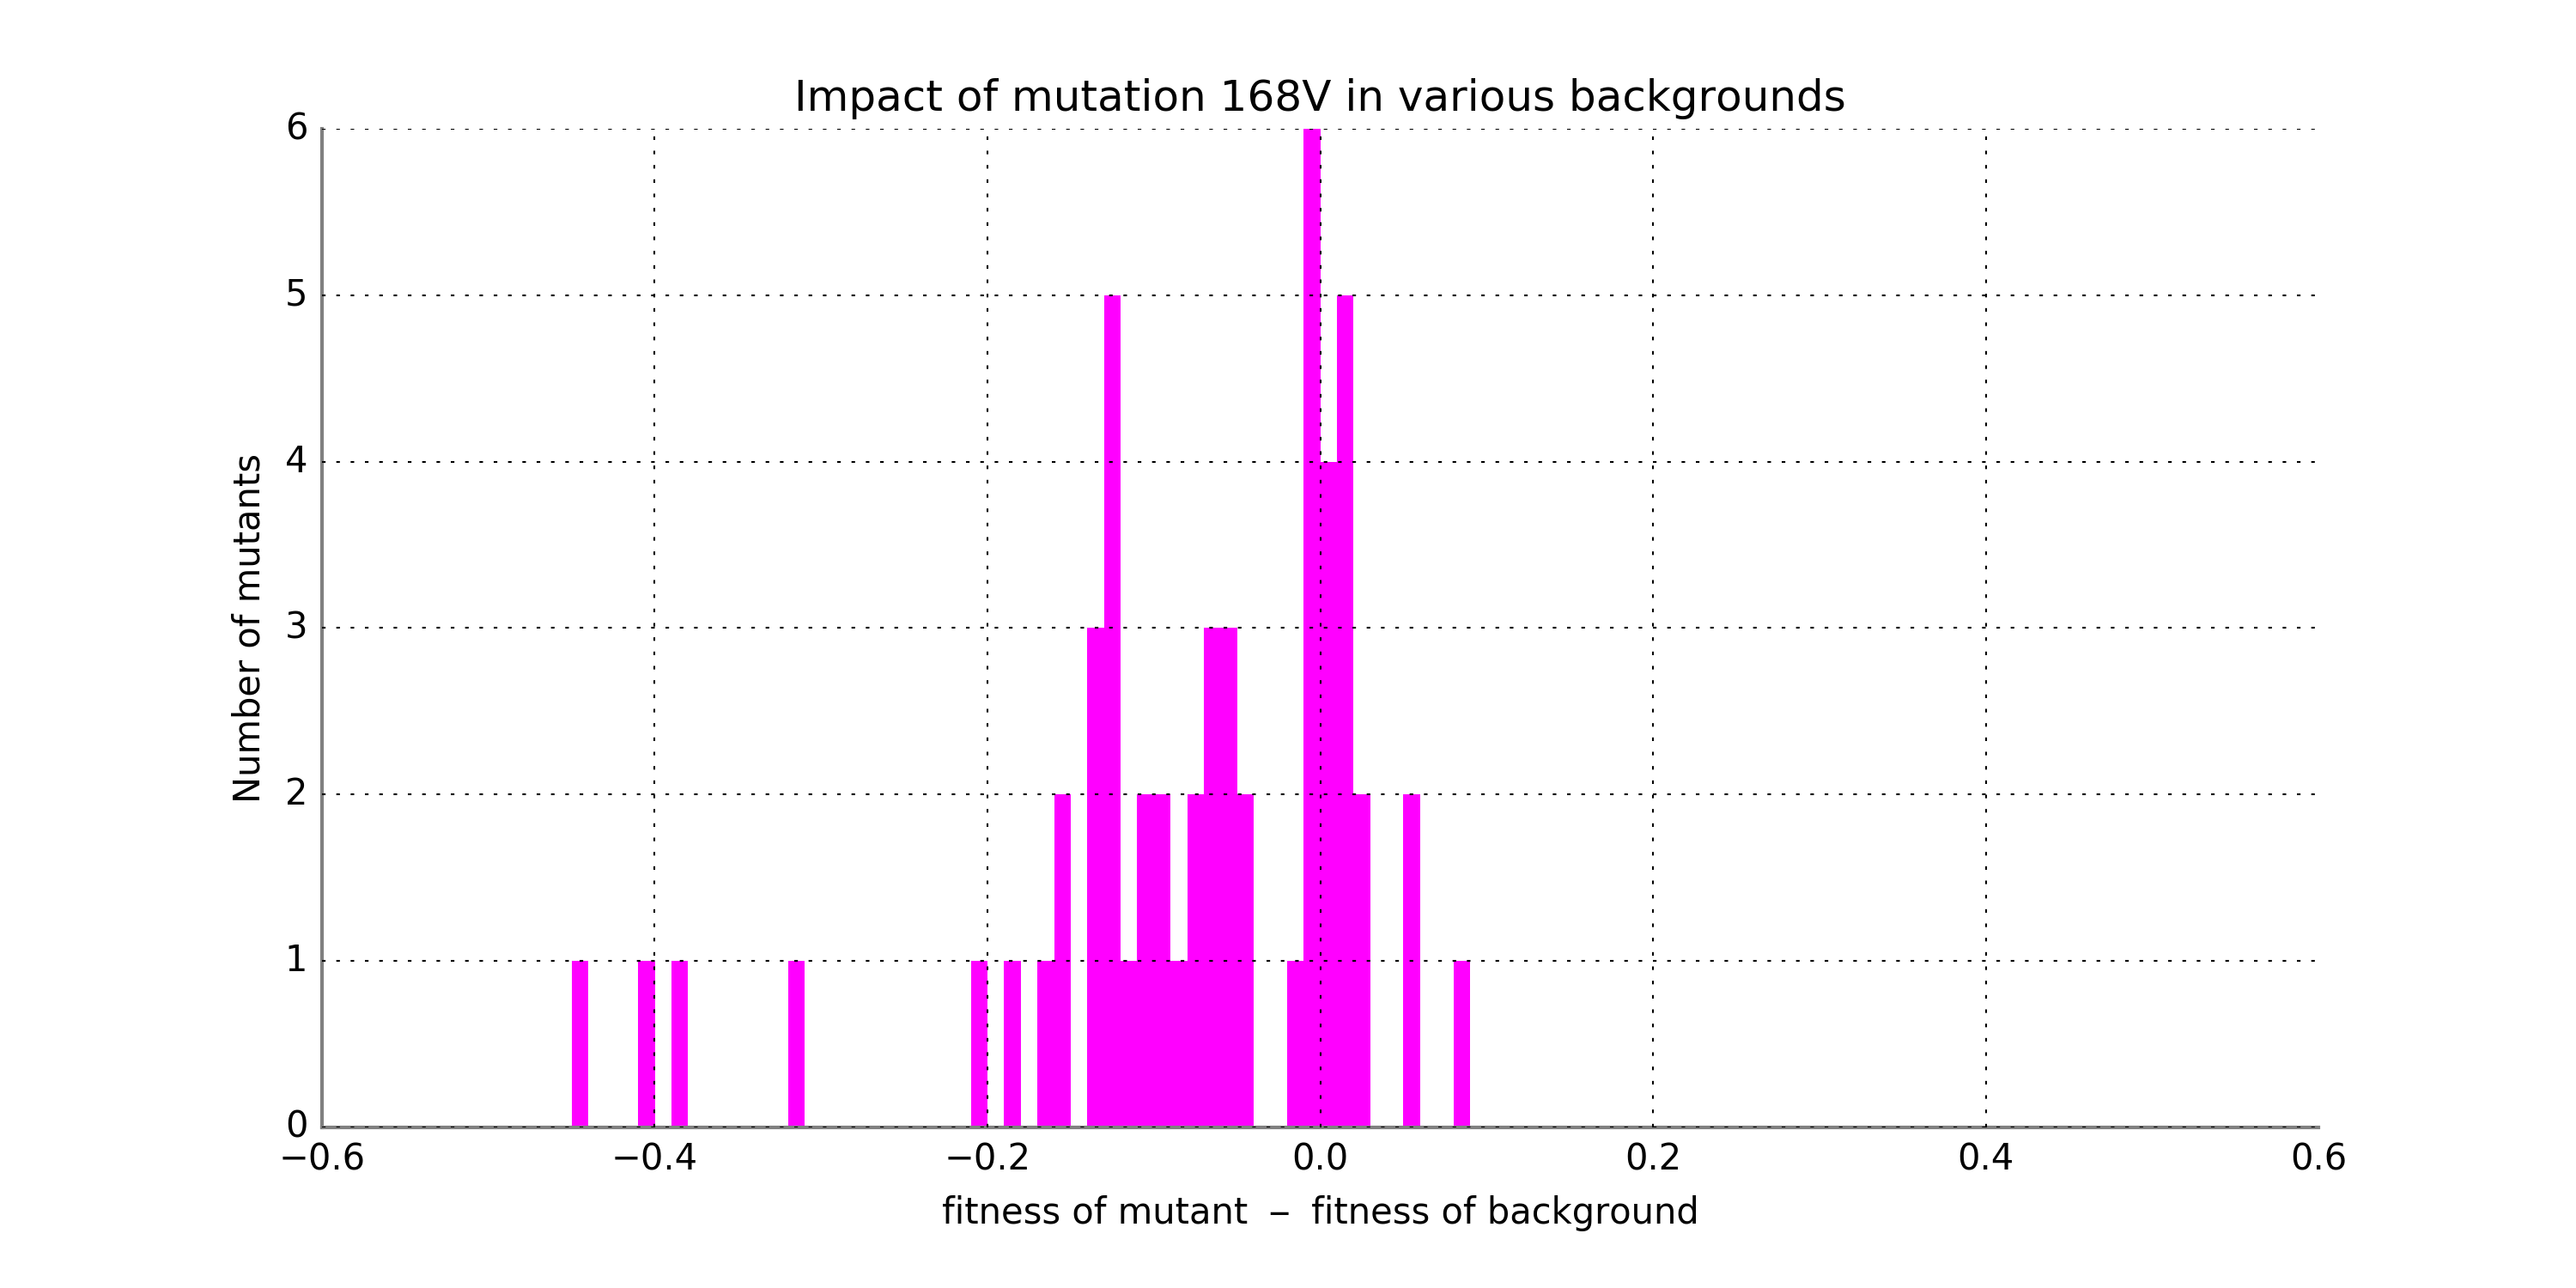 Impact of mutation 168V in various backgrounds
6
5
4
3
2
1
0
Number of mutants
−0.6 −0.4 −0.2 0.0 0.2 0.4 0.6
fitness of mutant − fitness of background